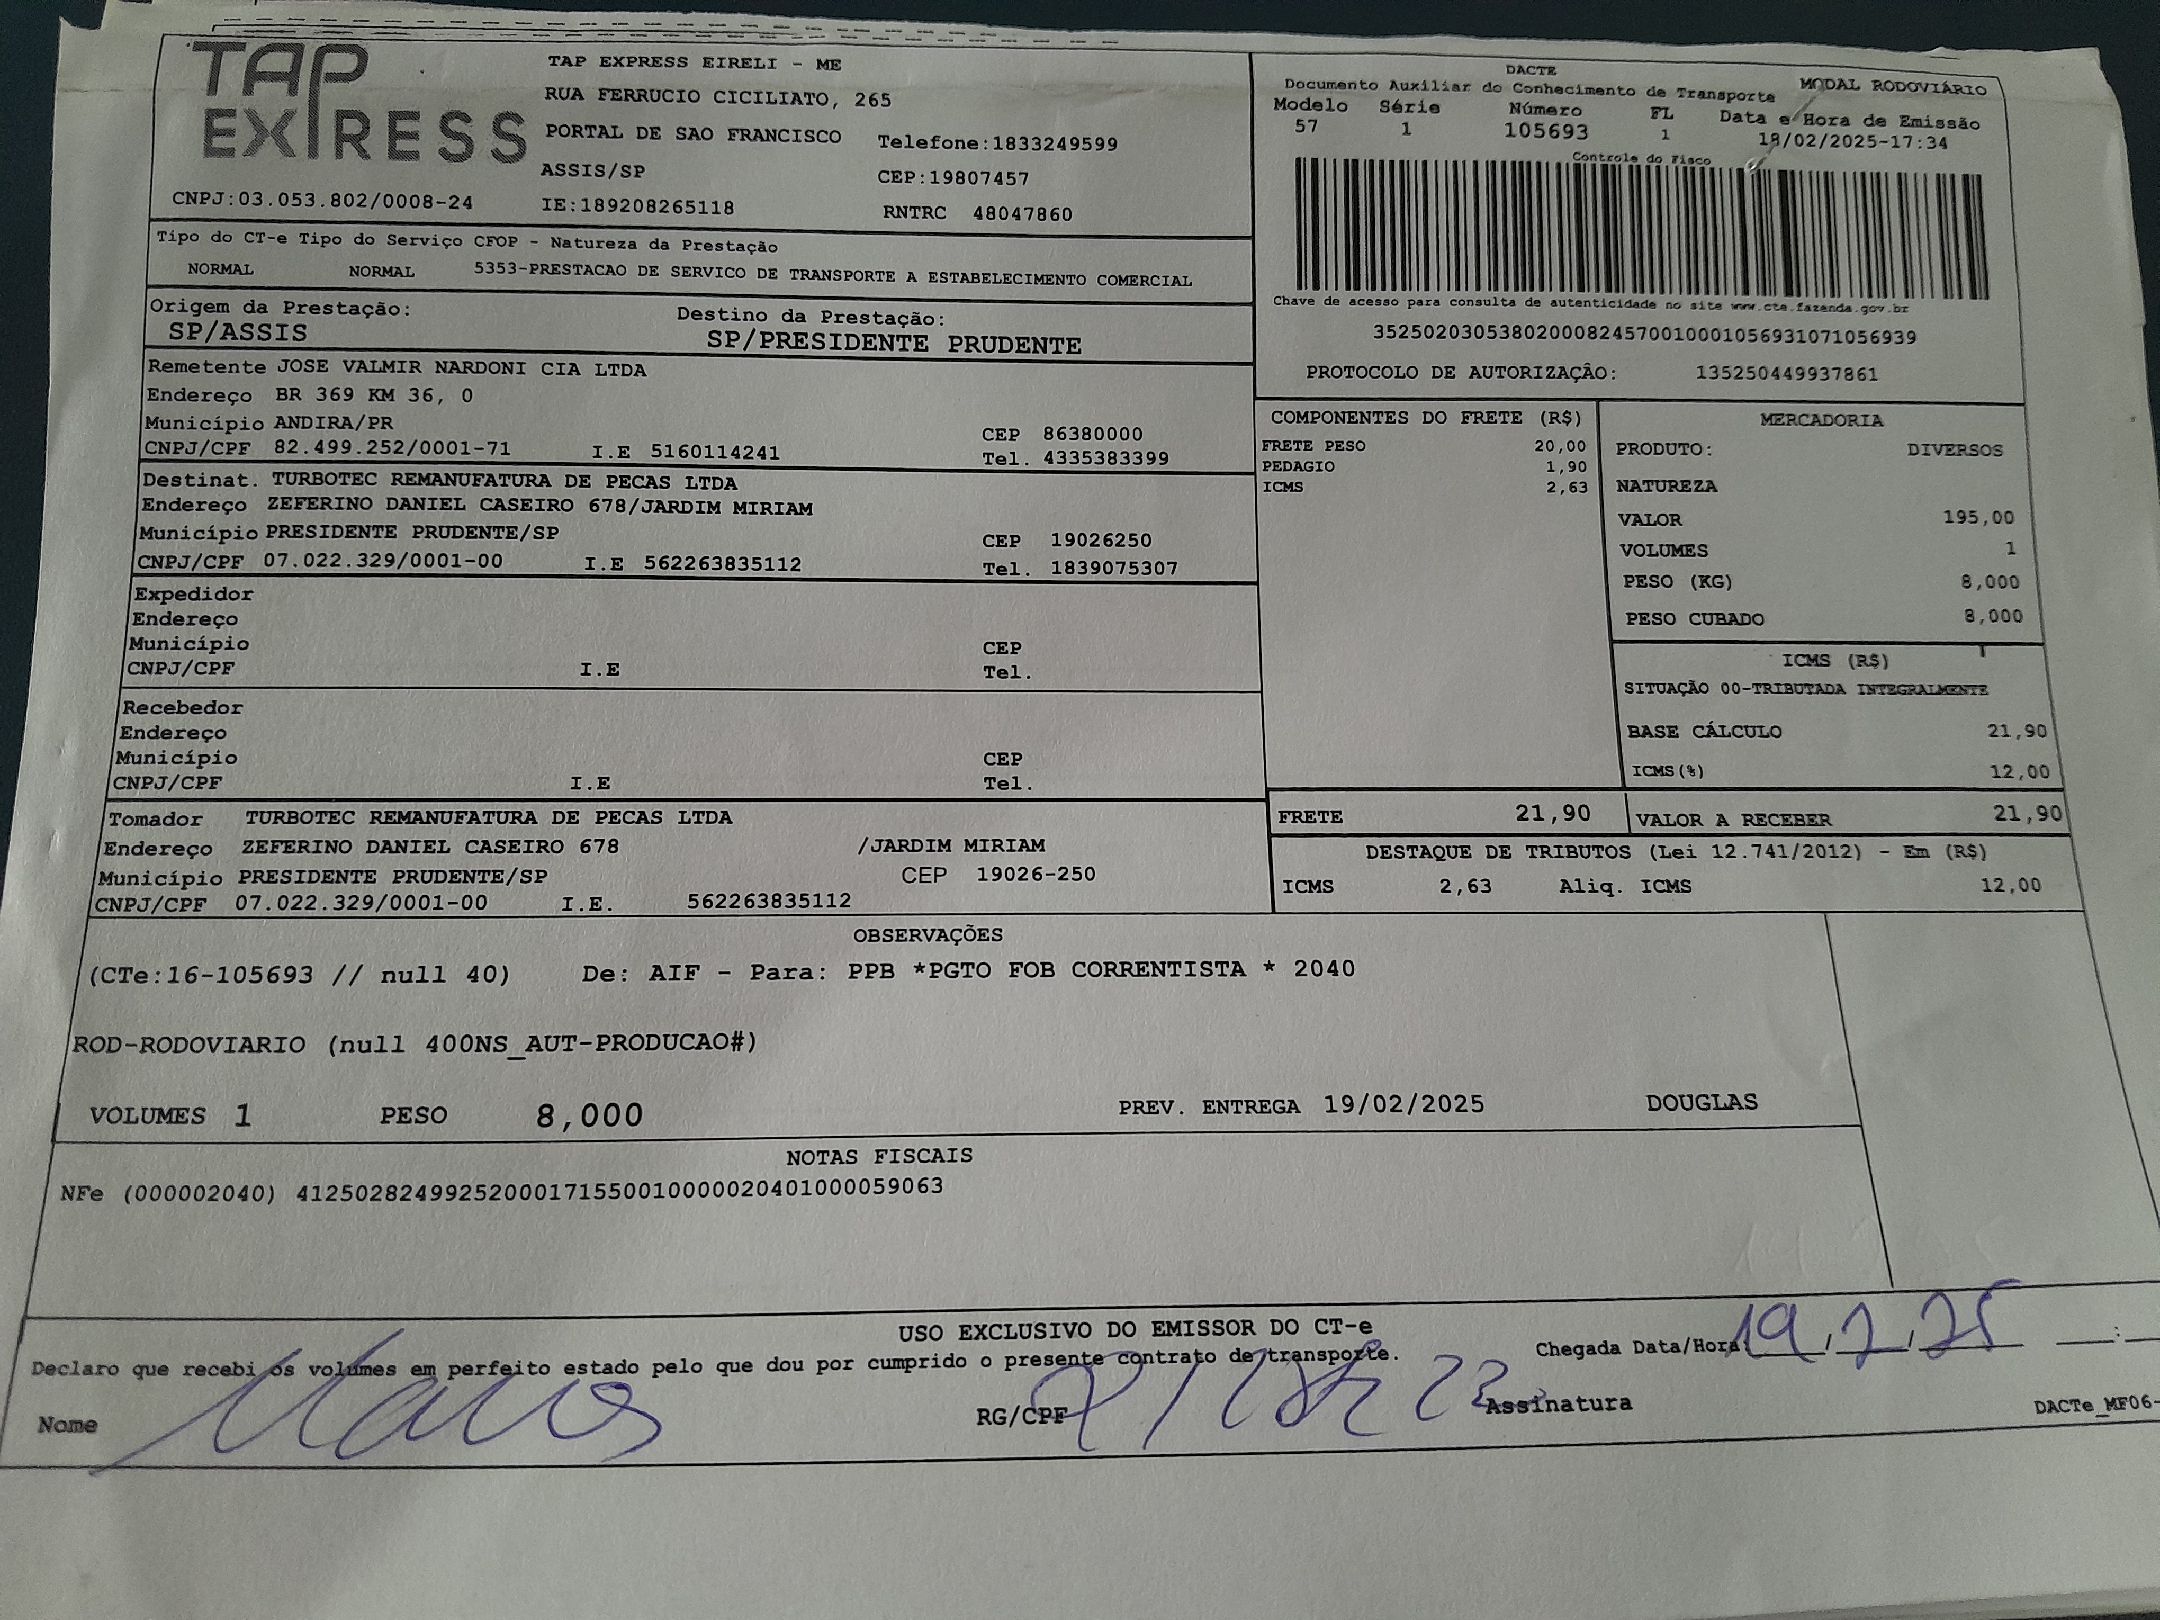 TAP EXPRESS
TAP EXPRESS EIRELI - ME
RUA FERRUCIO CICILIATO, 265
PORTAL DE SAO FRANCISCO Telefone:1833249599
ASSIS/SP CEP:19807457
CNPJ:03.053.802/0008-24 IE:189208265118 RNTRC 48047860
DACTE
Documento Auxiliar do Conhecimento de Transporte MODAL RODOVIÁRIO
Modelo Série Número FL Data e Hora de Emissão
57 1 105693 1 18/02/2025-17:34
Controle do Fisco
Chave de acesso para consulta de autenticidade no site www.cte.fazenda.gov.br
35250203053802000824570010001056931071056939
PROTOCOLO DE AUTORIZAÇÃO: 135250449937861
Tipo do CT-e Tipo do Serviço CFOP - Natureza da Prestação
NORMAL NORMAL 5353-PRESTACAO DE SERVICO DE TRANSPORTE A ESTABELECIMENTO COMERCIAL
Origem da Prestação: Destino da Prestação:
SP/ASSIS SP/PRESIDENTE PRUDENTE
Remetente JOSE VALMIR NARDONI CIA LTDA
Endereço BR 369 KM 36, 0
Município ANDIRA/PR CEP 86380000
CNPJ/CPF 82.499.252/0001-71 I.E 5160114241 Tel. 4335383399
Destinat. TURBOTEC REMANUFATURA DE PECAS LTDA
Endereço ZEFERINO DANIEL CASEIRO 678/JARDIM MIRIAM
Município PRESIDENTE PRUDENTE/SP CEP 19026250
CNPJ/CPF 07.022.329/0001-00 I.E 562263835112 Tel. 1839075307
Expedidor
Endereço
Município CEP
CNPJ/CPF I.E Tel.
Recebedor
Endereço
Município CEP
CNPJ/CPF I.E Tel.
Tomador TURBOTEC REMANUFATURA DE PECAS LTDA
Endereço ZEFERINO DANIEL CASEIRO 678 /JARDIM MIRIAM
Município PRESIDENTE PRUDENTE/SP CEP 19026-250
CNPJ/CPF 07.022.329/0001-00 I.E. 562263835112
COMPONENTES DO FRETE (R$)
FRETE PESO 20,00
PEDAGIO 1,90
ICMS 2,63
MERCADORIA
PRODUTO: DIVERSOS
NATUREZA
VALOR 195,00
VOLUMES 1
PESO (KG) 8,000
PESO CUBADO 8,000
ICMS (R$)
SITUAÇÃO 00-TRIBUTADA INTEGRALMENTE
BASE CÁLCULO 21,90
ICMS(%) 12,00
FRETE 21,90 VALOR A RECEBER 21,90
DESTAQUE DE TRIBUTOS (Lei 12.741/2012) - Em (R$)
ICMS 2,63 Aliq. ICMS 12,00
OBSERVAÇÕES
(CTe:16-105693 // null 40) De: AIF - Para: PPB *PGTO FOB CORRENTISTA * 2040
ROD-RODOVIARIO (null 400NS_AUT-PRODUCAO#)
VOLUMES 1 PESO 8,000 PREV. ENTREGA 19/02/2025 DOUGLAS
NOTAS FISCAIS
NFe (000002040) 41250282499252000171550010000020401000059063
USO EXCLUSIVO DO EMISSOR DO CT-e
Declaro que recebi os volumes em perfeito estado pelo que dou por cumprido o presente contrato de transporte. Chegada Data/Hora 19/2/25 __:__
Nome RG/CPF Assinatura DACTe_MF06-